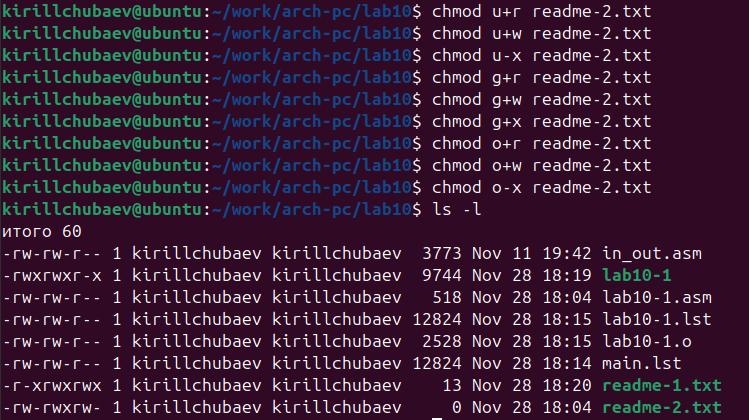 kirillchubaev@ubuntu:~/work/arch-pc/lab10$ chmod u+r readme-2.txt
kirillchubaev@ubuntu:~/work/arch-pc/lab10$ chmod u+w readme-2.txt
kirillchubaev@ubuntu:~/work/arch-pc/lab10$ chmod u-x readme-2.txt
kirillchubaev@ubuntu:~/work/arch-pc/lab10$ chmod g+r readme-2.txt
kirillchubaev@ubuntu:~/work/arch-pc/lab10$ chmod g+w readme-2.txt
kirillchubaev@ubuntu:~/work/arch-pc/lab10$ chmod g+x readme-2.txt
kirillchubaev@ubuntu:~/work/arch-pc/lab10$ chmod o+r readme-2.txt
kirillchubaev@ubuntu:~/work/arch-pc/lab10$ chmod o+w readme-2.txt
kirillchubaev@ubuntu:~/work/arch-pc/lab10$ chmod o-x readme-2.txt
kirillchubaev@ubuntu:~/work/arch-pc/lab10$ ls -l
итого 60
-rw-rw-r-- 1 kirillchubaev kirillchubaev  3773 Nov 11 19:42 in_out.asm
-rwxrwxr-x 1 kirillchubaev kirillchubaev  9744 Nov 28 18:19 lab10-1
-rw-rw-r-- 1 kirillchubaev kirillchubaev   518 Nov 28 18:04 lab10-1.asm
-rw-rw-r-- 1 kirillchubaev kirillchubaev 12824 Nov 28 18:15 lab10-1.lst
-rw-rw-r-- 1 kirillchubaev kirillchubaev  2528 Nov 28 18:15 lab10-1.o
-rw-rw-r-- 1 kirillchubaev kirillchubaev 12824 Nov 28 18:14 main.lst
-r-xrwxrwx 1 kirillchubaev kirillchubaev    13 Nov 28 18:20 readme-1.txt
-rw-rwxrw- 1 kirillchubaev kirillchubaev     0 Nov 28 18:04 readme-2.txt